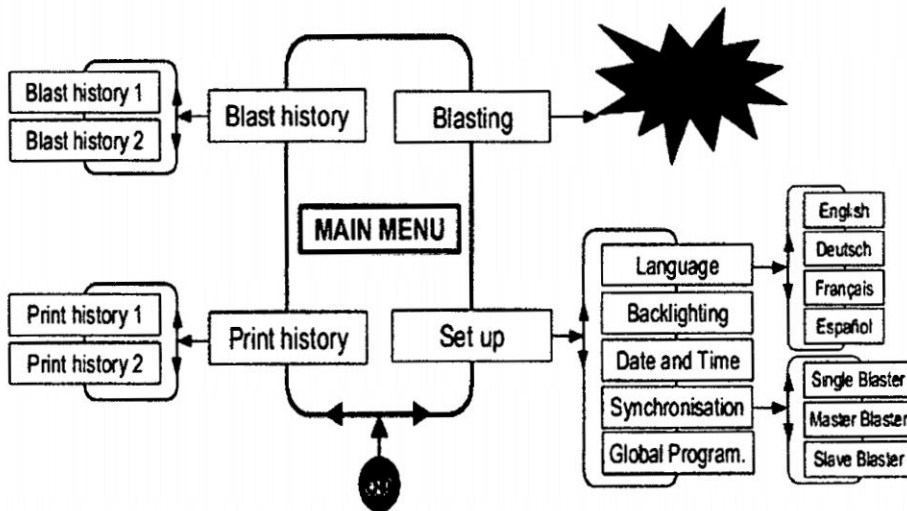 Blast history 1
Blast history 2
Blast history
Blasting
MAIN MENU
Print history 1
Print history 2
Print history
Set up
Language
Backlighting
Date and Time
Synchronisation
Global Program.
English
Deutsch
Français
Español
Single Blaster
Master Blaster
Slave Blaster